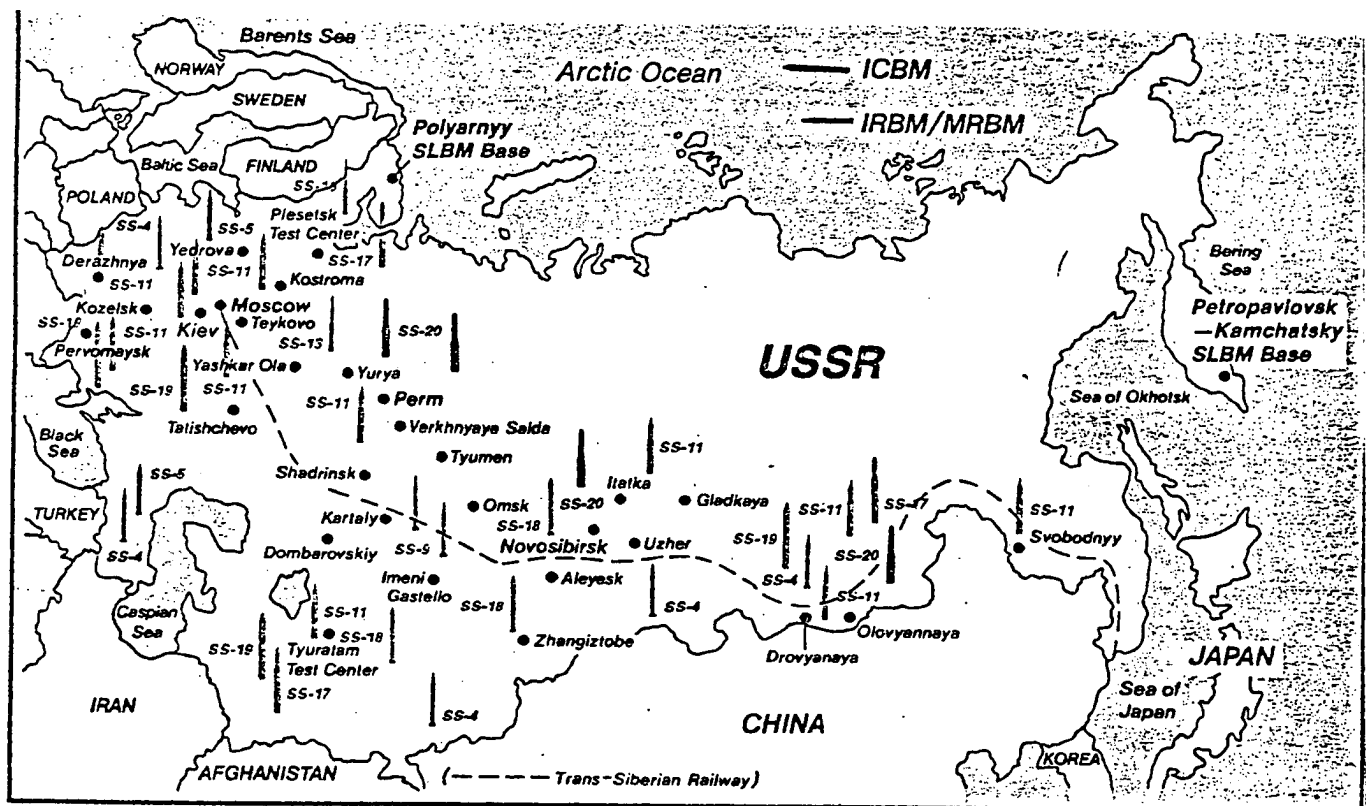 Barents Sea
NORWAY
Arctic Ocean
ICBM
SWEDEN
IRBM/MRBM
Polyarnyy
SLBM Base
Baltic Sea
FINLAND
POLAND
SS-4
SS-5
Plesetsk
Test Center
Yedrova
Derazhnya
SS-11
SS-11
SS-17
Kostroma
Bering
Sea
Kozelsk
Moscow
SS-11
Kiev
Teykovo
SS-13
SS-20
Petropavlovsk
—Kamchatsky
SLBM Base
Pervomaysk
Yashkar Ola
Yurya
USSR
SS-19
SS-11
SS-11
Perm
Sea of Okhotsk
Talishchevo
Verkhnyaya Salda
Black
Sea
Tyumen
SS-11
Shadrinsk
SS-5
Itatka
Gladkaya
TURKEY
Omsk
SS-20
SS-11
SS-17
SS-11
Kartaly
SS-18
SS-19
Svobodnyy
SS-4
Dombarovskiy
SS-9
Novosibirsk
Uzher
SS-20
Imeni
Gastello
Aleyesk
SS-4
SS-11
Caspian
Sea
SS-11
SS-18
SS-18
SS-4
Olovyannaya
Tyuratam
Test Center
Zhangiztobe
Drovyanaya
SS-19
SS-17
JAPAN
IRAN
SS-4
CHINA
Sea of
Japan
AFGHANISTAN
(--- Trans-Siberian Railway)
KOREA